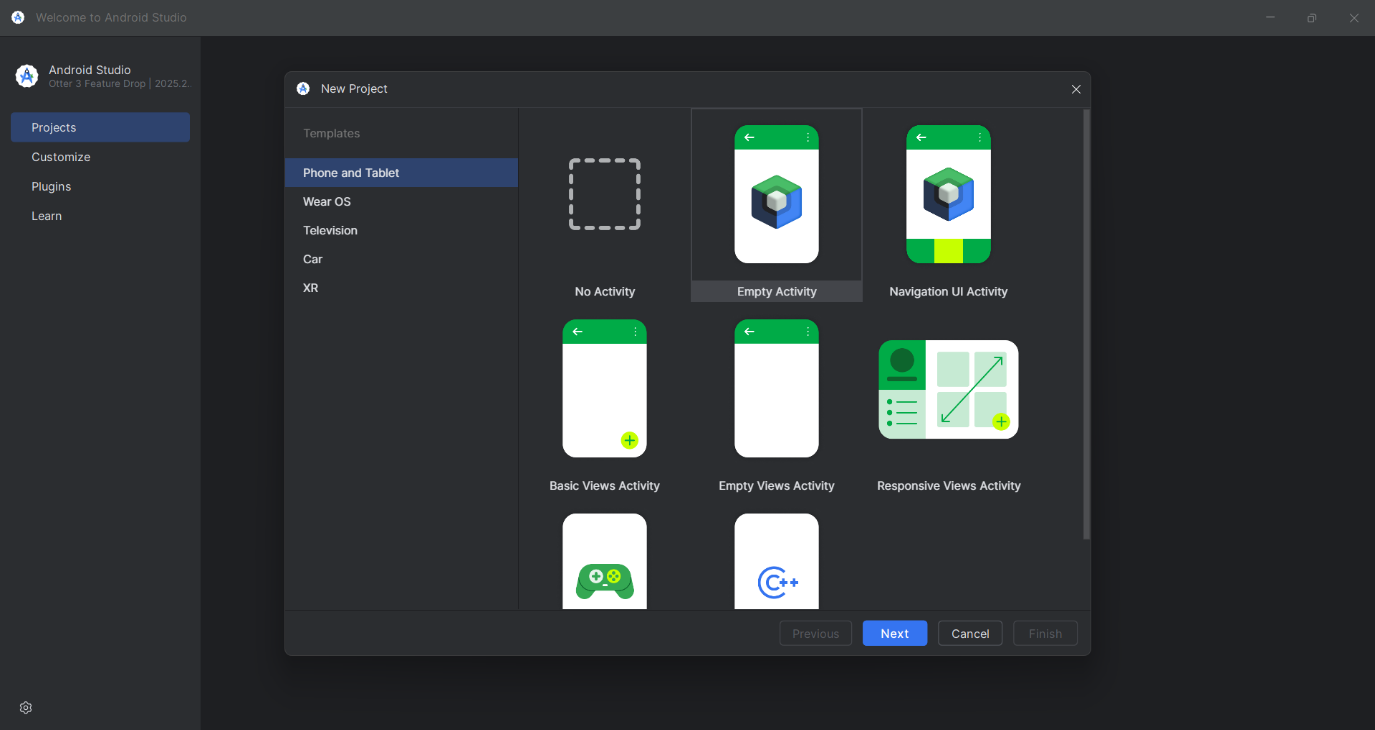 Welcome to Android Studio
Android Studio
Otter 3 Feature Drop | 2025.2..
Projects
Customize
Plugins
Learn
New Project
Templates
Phone and Tablet
Wear OS
Television
Car
XR
No Activity
Empty Activity
Navigation UI Activity
Basic Views Activity
Empty Views Activity
Responsive Views Activity
C++
Previous
Next
Cancel
Finish